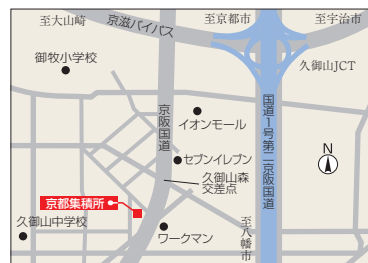 至大山崎
京滋バイパス
至京都市
至宇治市
御牧小学校
久御山JCT
京阪国道
イオンモール
国道1号第二京阪国道
セブンイレブン
久御山森
交差点
N
京都集積所
久御山中学校
ワークマン
至八幡市